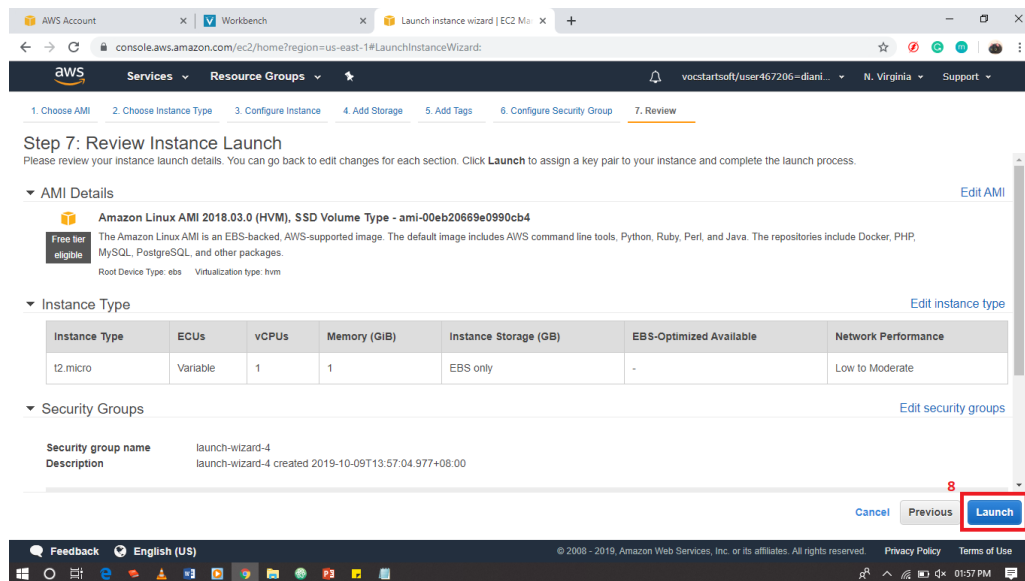 AWS Account
Workbench
Launch instance wizard | EC2 Ma
console.aws.amazon.com/ec2/home?region=us-east-1#LaunchInstanceWizard:
aws
Services
Resource Groups
vocstartsoft/user467206=diani...
N. Virginia
Support
1. Choose AMI
2. Choose Instance Type
3. Configure Instance
4. Add Storage
5. Add Tags
6. Configure Security Group
7. Review
Step 7: Review Instance Launch
Please review your instance launch details. You can go back to edit changes for each section. Click Launch to assign a key pair to your instance and complete the launch process.
AMI Details
Edit AMI
Amazon Linux AMI 2018.03.0 (HVM), SSD Volume Type - ami-00eb20669e0990cb4
Free tier
eligible
The Amazon Linux AMI is an EBS-backed, AWS-supported image. The default image includes AWS command line tools, Python, Ruby, Perl, and Java. The repositories include Docker, PHP,
MySQL, PostgreSQL, and other packages.
Root Device Type: ebs Virtualization type: hvm
Instance Type
Edit instance type
Instance Type ECUs vCPUs Memory (GiB) Instance Storage (GB) EBS-Optimized Available Network Performance
t2.micro Variable 1 1 EBS only - Low to Moderate
Security Groups
Edit security groups
Security group name launch-wizard-4
Description launch-wizard-4 created 2019-10-09T13:57:04.977+08:00
8
Cancel Previous Launch
Feedback English (US) © 2008 - 2019, Amazon Web Services, Inc. or its affiliates. All rights reserved. Privacy Policy Terms of Use
01:57 PM